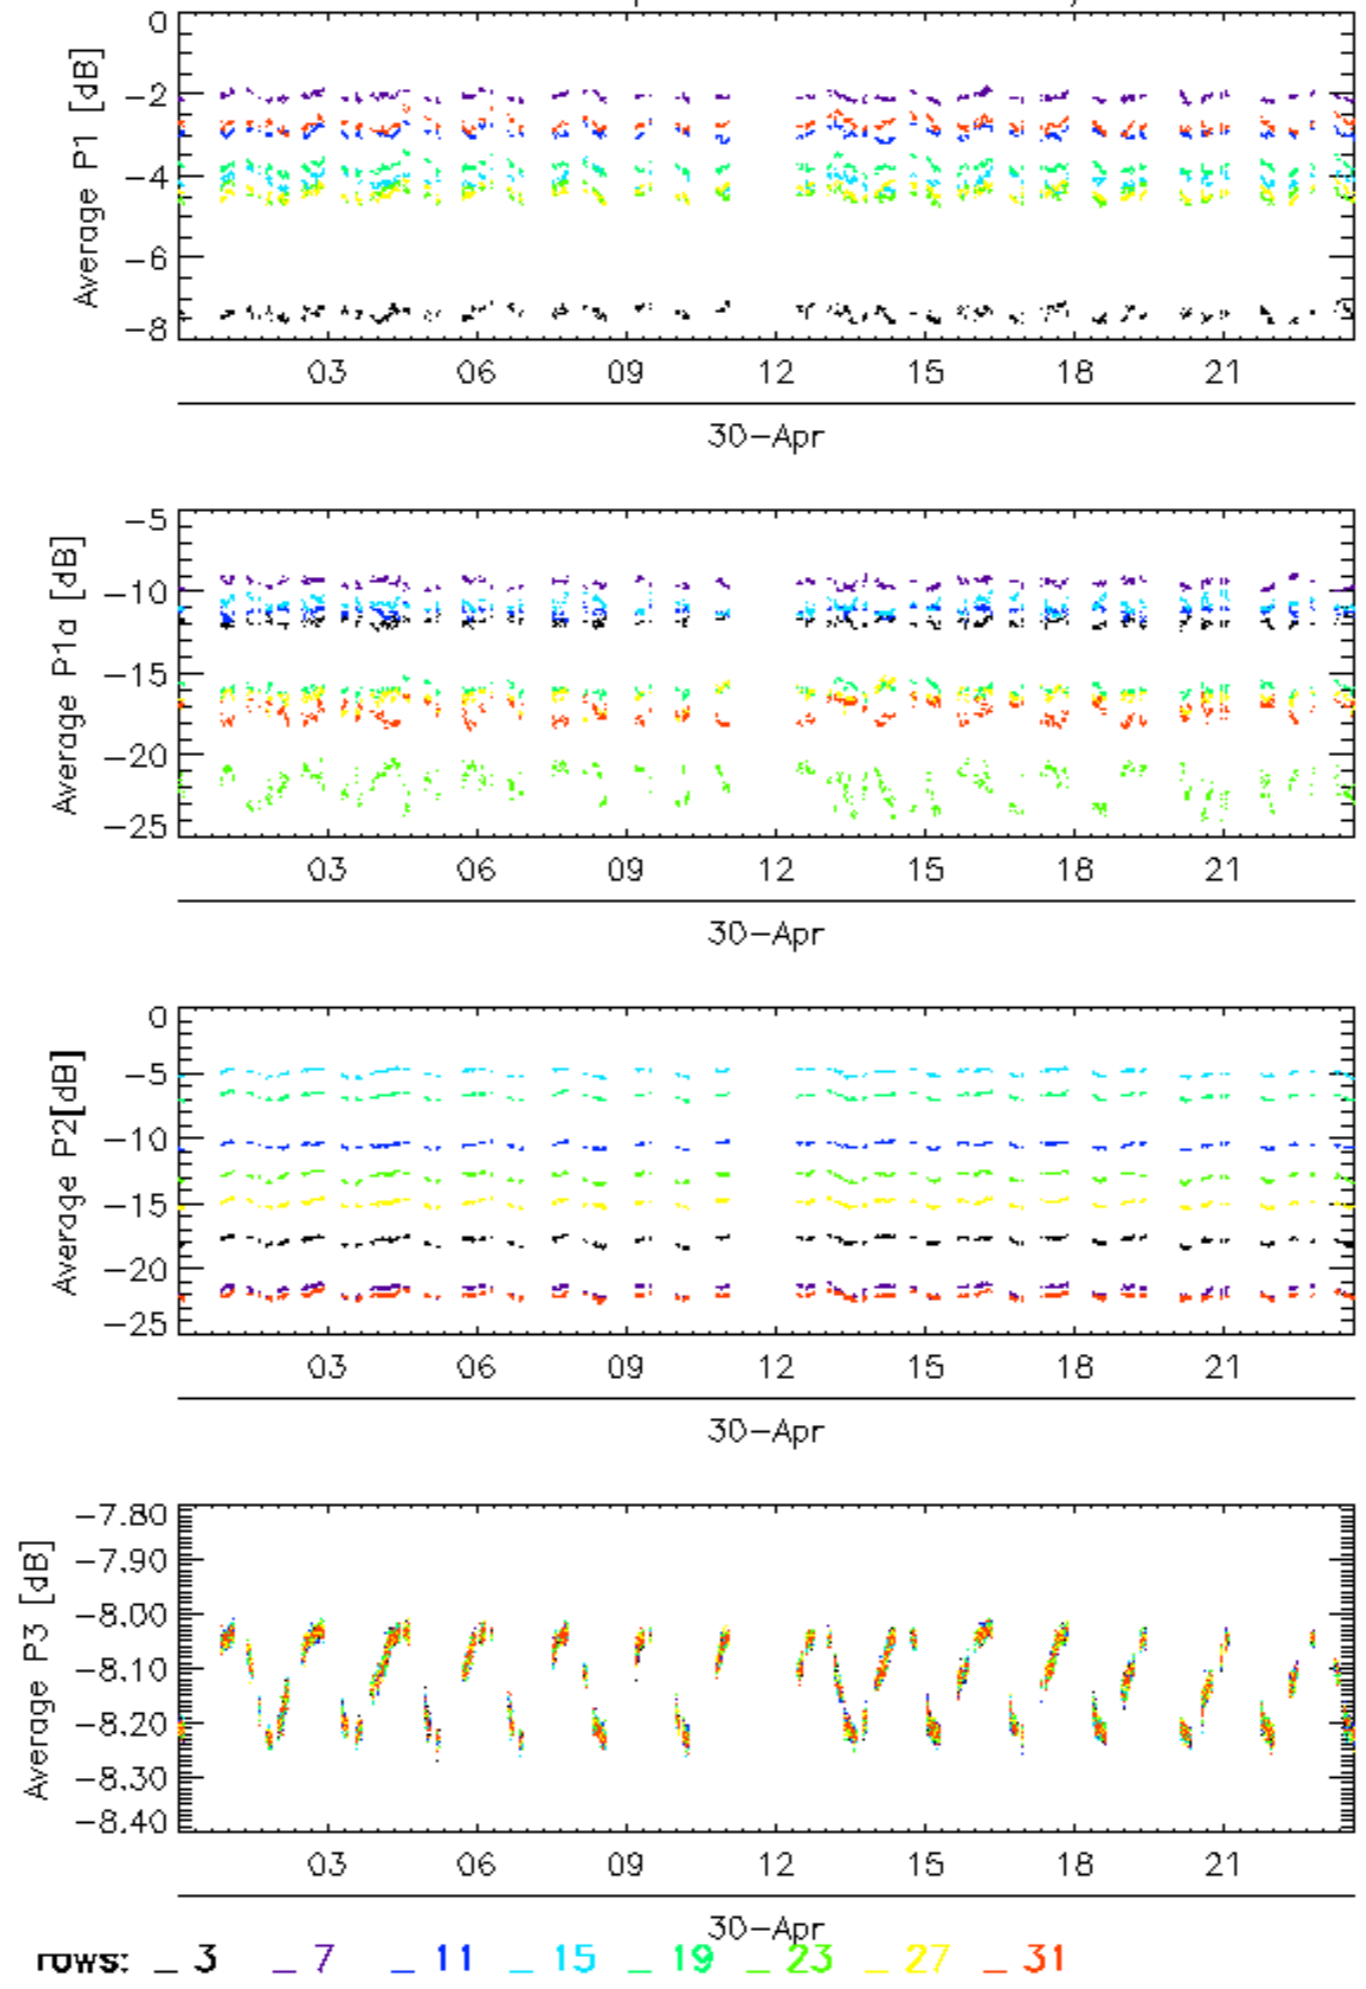 0
-2
-4
-6
-8
Average P1 [dB]
03 06 09 12 15 18 21
30-Apr
-5
-10
-15
-20
-25
Average P1a [dB]
03 06 09 12 15 18 21
30-Apr
0
-5
-10
-15
-20
-25
Average P2[dB]
03 06 09 12 15 18 21
30-Apr
-7.80
-7.90
-8.00
-8.10
-8.20
-8.30
-8.40
Average P3 [dB]
03 06 09 12 15 18 21
30-Apr
rows: _ 3 _ 7 _ 11 _ 15 _ 19 _ 23 _ 27 _ 31